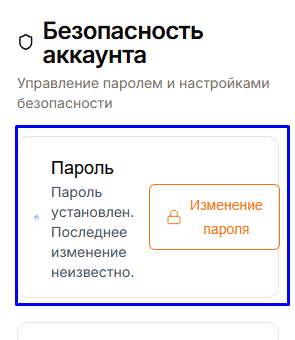 Безопасность
аккаунта
Управление паролем и настройками
безопасности
Пароль
Пароль
установлен.
Последнее
изменение
неизвестно.
Изменение
пароля